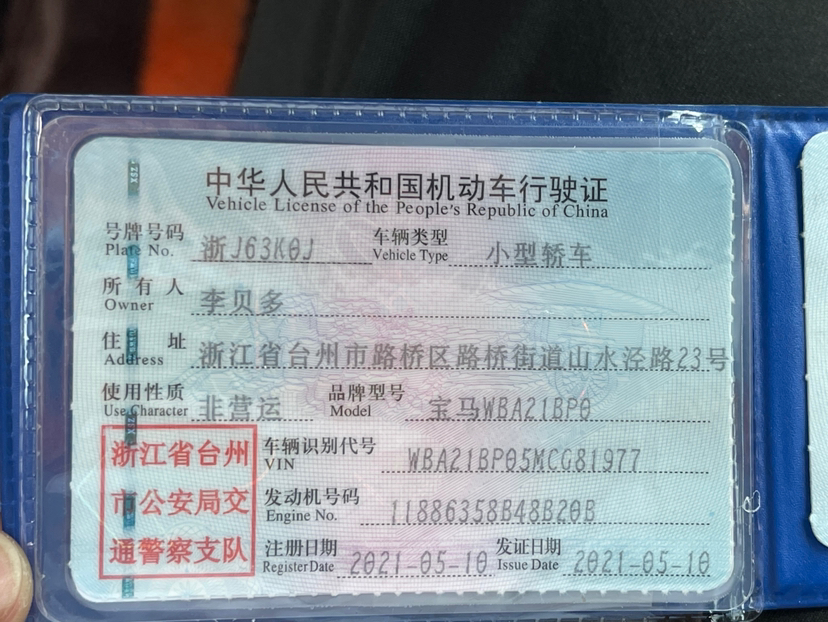 中华人民共和国机动车行驶证
Vehicle License of the People's Republic of China
号牌号码 Plate No. 浙J63K0J 车辆类型 Vehicle Type 小型轿车
所有人 Owner 李贝多
住址 Address 浙江省台州市路桥区路桥街道山水泾路23号
使用性质 Use Character 非营运 品牌型号 Model 宝马WBA21BP0
浙江省台州
市公安局交
通警察支队
车辆识别代号 VIN WBA21BP05MCG81977
发动机号码 Engine No. 11886358B48B20B
注册日期 Register Date 2021-05-10 发证日期 Issue Date 2021-05-10